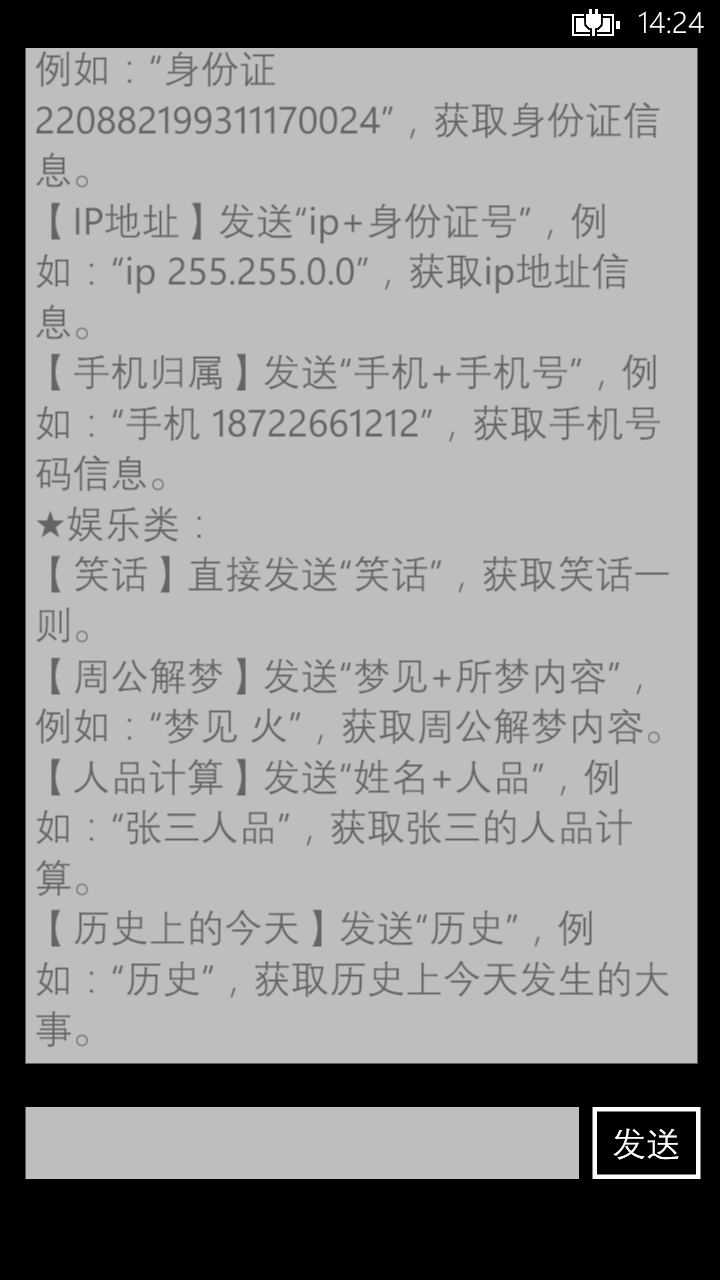 14:24
例如：“身份证
220882199311170024”，获取身份证信
息。
【IP地址】发送“ip+身份证号”，例
如：“ip 255.255.0.0”，获取ip地址信
息。
【手机归属】发送“手机+手机号”，例
如：“手机 18722661212”，获取手机号
码信息。
★娱乐类：
【笑话】直接发送“笑话”，获取笑话一
则。
【周公解梦】发送“梦见+所梦内容”，
例如：“梦见 火”，获取周公解梦内容。
【人品计算】发送“姓名+人品”，例
如：“张三人品”，获取张三的人品计
算。
【历史上的今天】发送“历史”，例
如：“历史”，获取历史上今天发生的大
事。
发送